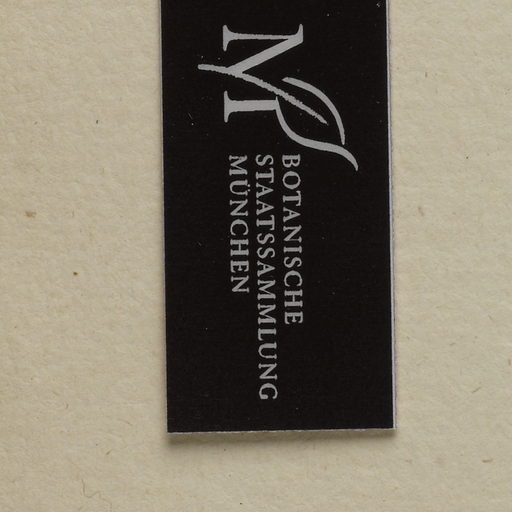 M
BOTANISCHE
STAATSSAMMLUNG
MÜNCHEN